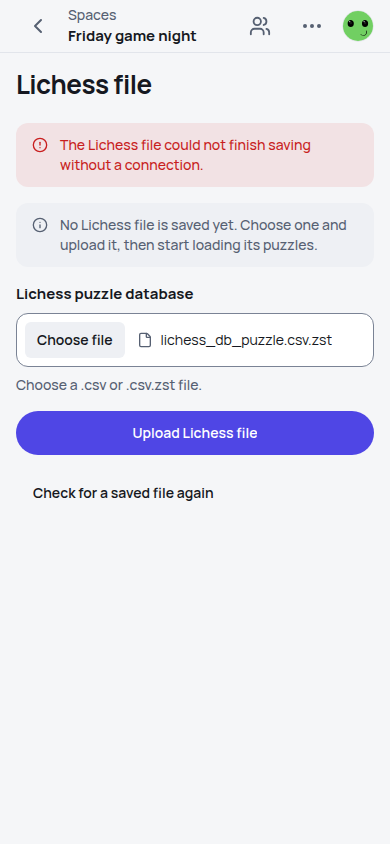 Spaces
Friday game night
Lichess file
The Lichess file could not finish saving
without a connection.
No Lichess file is saved yet. Choose one and
upload it, then start loading its puzzles.
Lichess puzzle database
Choose file
lichess_db_puzzle.csv.zst
Choose a .csv or .csv.zst file.
Upload Lichess file
Check for a saved file again